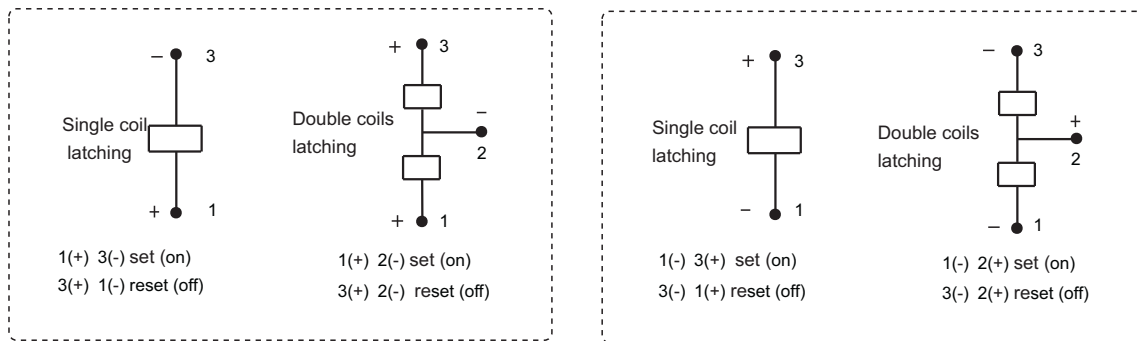 − 3
Single coil
latching
+ 1
1(+) 3(-) set (on)
3(+) 1(-) reset (off)
+ 3
Double coils
latching
−
2
+ 1
1(+) 2(-) set (on)
3(+) 2(-) reset (off)
+ 3
Single coil
latching
− 1
1(-) 3(+) set (on)
3(-) 1(+) reset (off)
− 3
Double coils
latching
+
2
− 1
1(-) 2(+) set (on)
3(-) 2(+) reset (off)